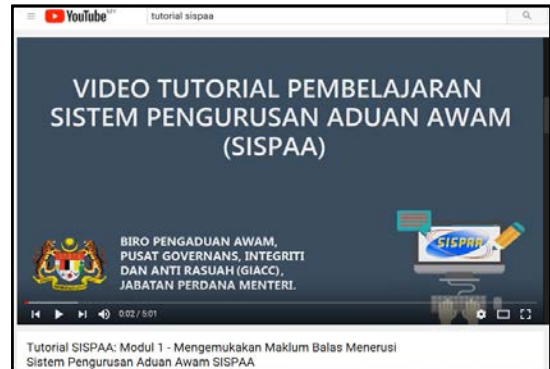 YouTube MY
tutorial sispaa
VIDEO TUTORIAL PEMBELAJARAN
SISTEM PENGURUSAN ADUAN AWAM
(SISPAA)
BIRO PENGADUAN AWAM,
PUSAT GOVERNANS, INTEGRITI
DAN ANTI RASUAH (GIACC),
JABATAN PERDANA MENTERI.
SISPAA
0:02 / 5:01
Tutorial SISPAA: Modul 1 - Mengemukakan Maklum Balas Menerusi
Sistem Pengurusan Aduan Awam SISPAA